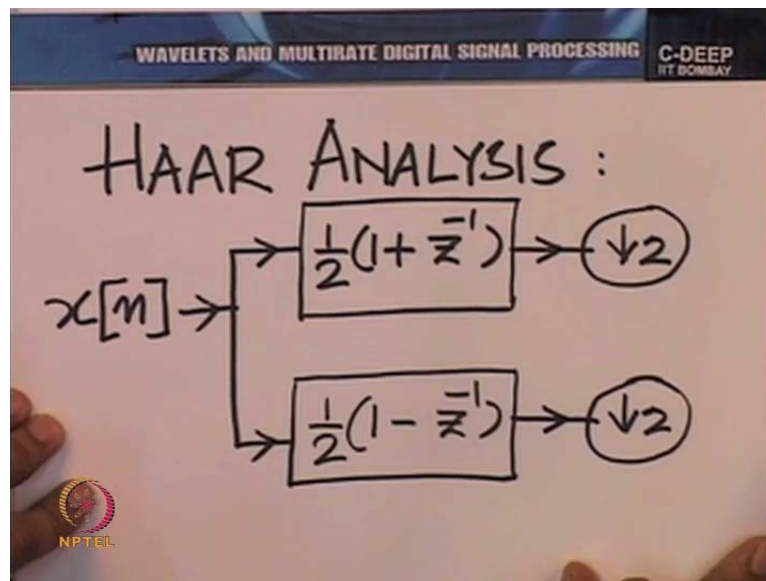 WAVELETS AND MULTIRATE DIGITAL SIGNAL PROCESSING
C-DEEP
IIT BOMBAY
HAAR ANALYSIS :
1/2(1 + z⁻¹) ↓2
x[n]
1/2(1 - z⁻¹) ↓2
NPTEL